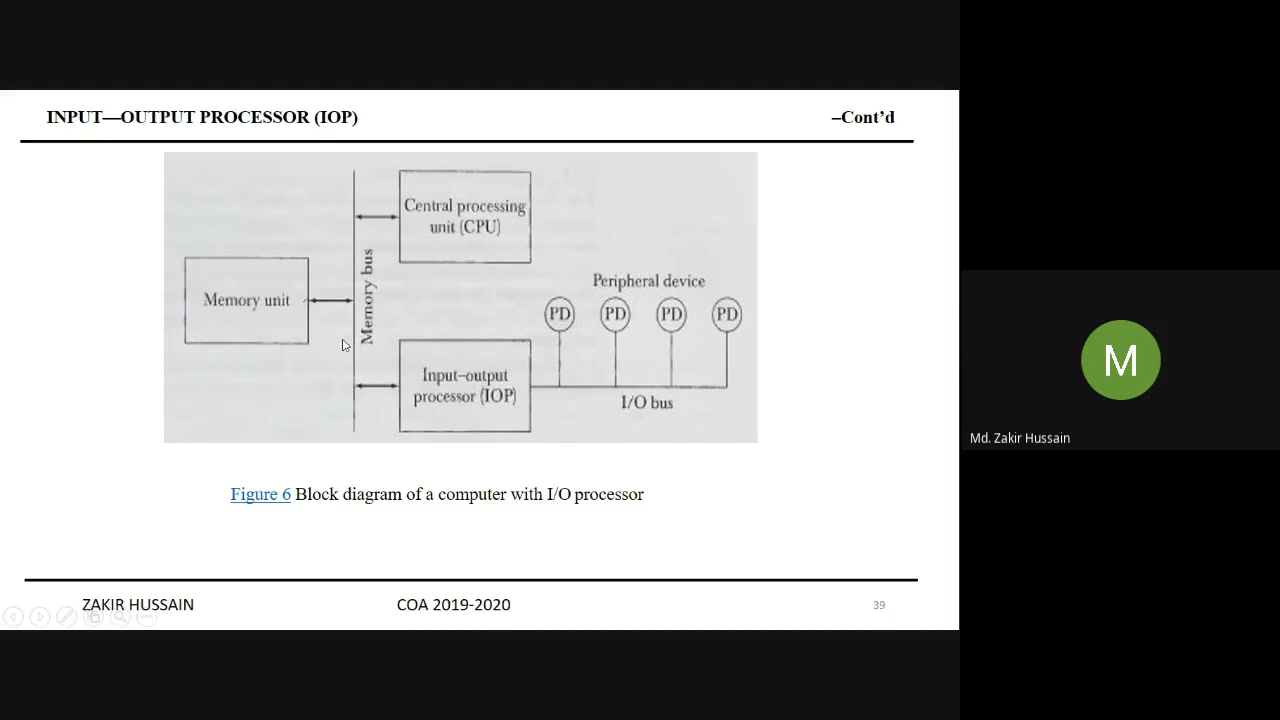 INPUT—OUTPUT PROCESSOR (IOP)
–Cont’d
Central processing
unit (CPU)
Memory unit
Memory bus
Peripheral device
PD PD PD PD
Input–output
processor (IOP)
I/O bus
Figure 6 Block diagram of a computer with I/O processor
ZAKIR HUSSAIN
COA 2019-2020
39
M
Md. Zakir Hussain